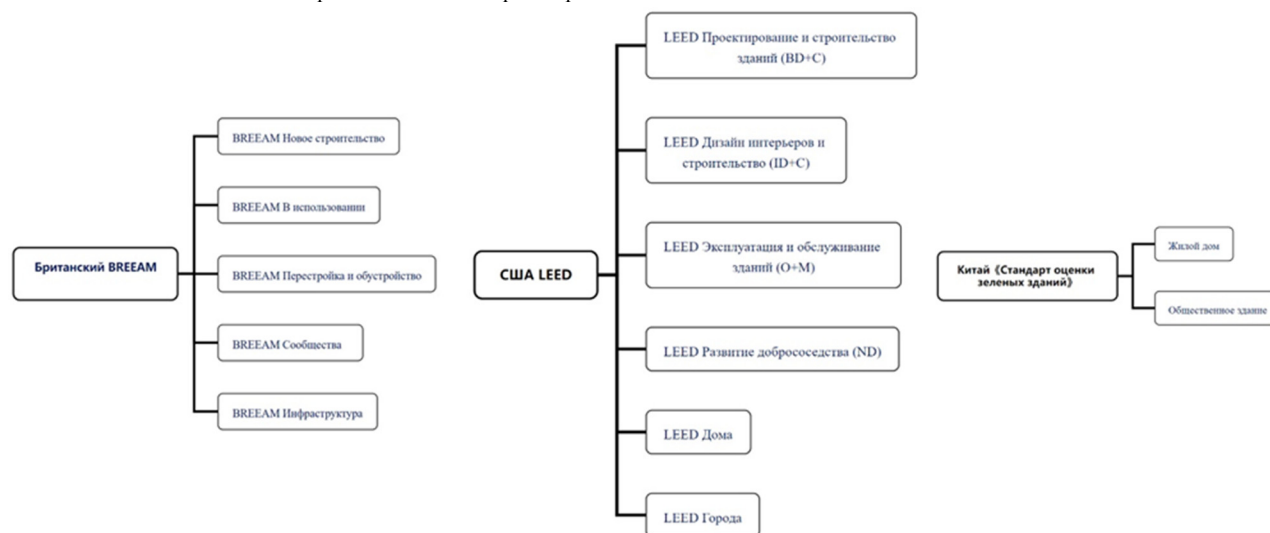 Британский BREEAM
BREEAM Новое строительство
BREEAM В использовании
BREEAM Перестройка и обустройство
BREEAM Сообщества
BREEAM Инфраструктура
США LEED
LEED Проектирование и строительство
зданий (BD+C)
LEED Дизайн интерьеров и
строительство (ID+C)
LEED Эксплуатация и обслуживание
зданий (O+M)
LEED Развитие добрососедства (ND)
LEED Дома
LEED Города
Китай《Стандарт оценки
зеленых зданий》
Жилой дом
Общественное здание